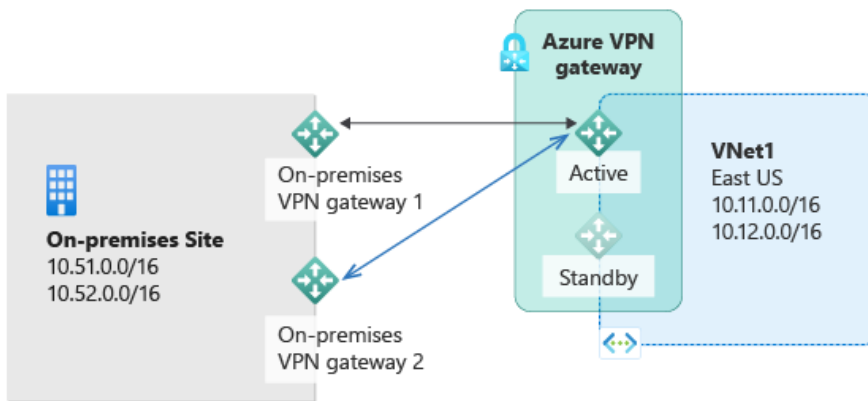 Azure VPN
gateway
On-premises
VPN gateway 1
Active
VNet1
East US
10.11.0.0/16
10.12.0.0/16
On-premises Site
10.51.0.0/16
10.52.0.0/16
Standby
On-premises
VPN gateway 2